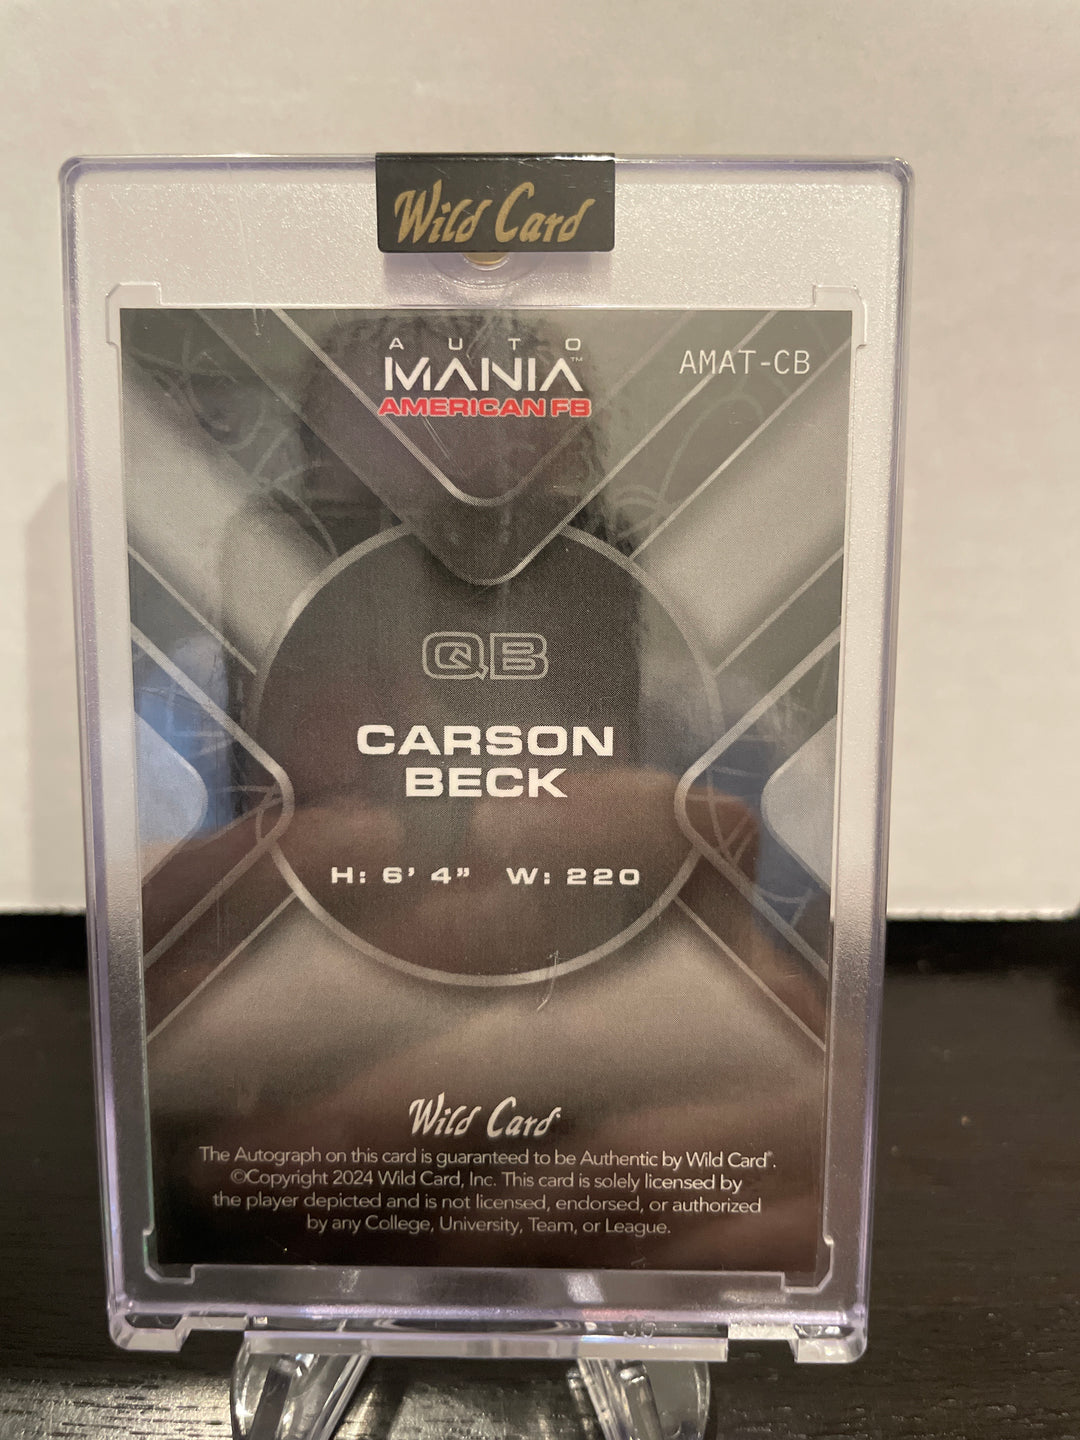 Wild Card
AUTO
MANIA™
AMERICAN FB
AMAT-CB
QB
CARSON
BECK
H: 6' 4" W: 220
Wild Card
The Autograph on this card is guaranteed to be Authentic by Wild Card®.
©Copyright 2024 Wild Card, Inc. This card is solely licensed by
the player depicted and is not licensed, endorsed, or authorized
by any College, University, Team, or League.